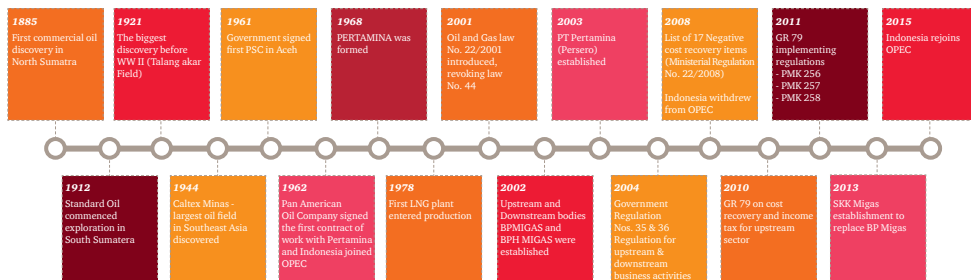 1885
First commercial oil
discovery in
North Sumatra
1921
The biggest
discovery before
WW II (Talang akar
Field)
1961
Government signed
first PSC in Aceh
1968
PERTAMINA was
formed
2001
Oil and Gas law
No. 22/2001
introduced,
revoking law
No. 44
2003
PT Pertamina
(Persero)
established
2008
List of 17 Negative
cost recovery items
(Ministerial Regulation
No. 22/2008)
Indonesia withdrew
from OPEC
2011
GR 79
implementing
regulations
- PMK 256
- PMK 257
- PMK 258
2015
Indonesia rejoins
OPEC
1912
Standard Oil
commenced
exploration in
South Sumatera
1944
Caltex Minas -
largest oil field
in Southeast Asia
discovered
1962
Pan American
Oil Company signed
the first contract of
work with Pertamina
and Indonesia joined
OPEC
1978
First LNG plant
entered production
2002
Upstream and
Downstream bodies
BPMIGAS and
BPH MIGAS were
established
2004
Government
Regulation
Nos. 35 & 36
Regulation for
upstream &
downstream
business activities
2010
GR 79 on cost
recovery and income
tax for upstream
sector
2013
SKK Migas
establishment to
replace BP Migas